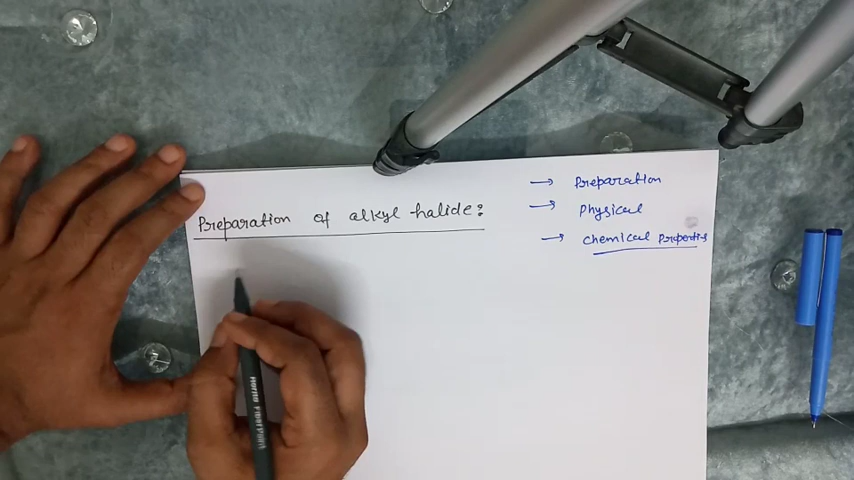 Preparation of alkyl halide:
→ Preparation
→ Physical
→ chemical Properties